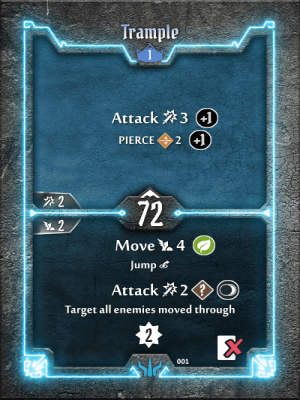 Trample
1
Attack 3 +1
PIERCE 2 +1
2
72
2
Move 4
Jump
Attack 2 ?
Target all enemies moved through
2
001